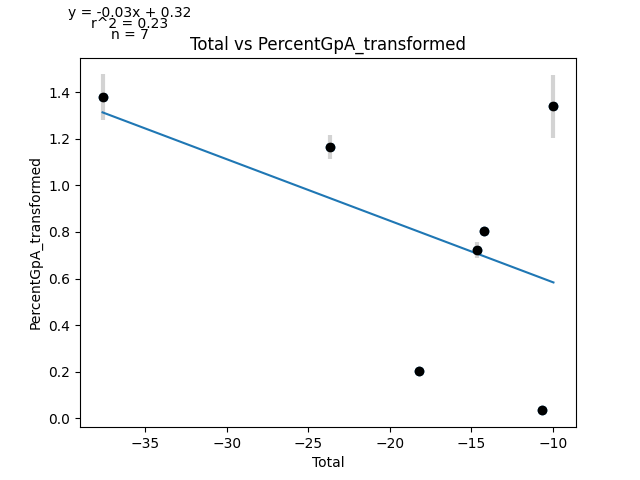 y = -0.03x + 0.32
r^2 = 0.23
n = 7
Total vs PercentGpA_transformed
PercentGpA_transformed
1.4
1.2
1.0
0.8
0.6
0.4
0.2
0.0
−35 −30 −25 −20 −15 −10
Total